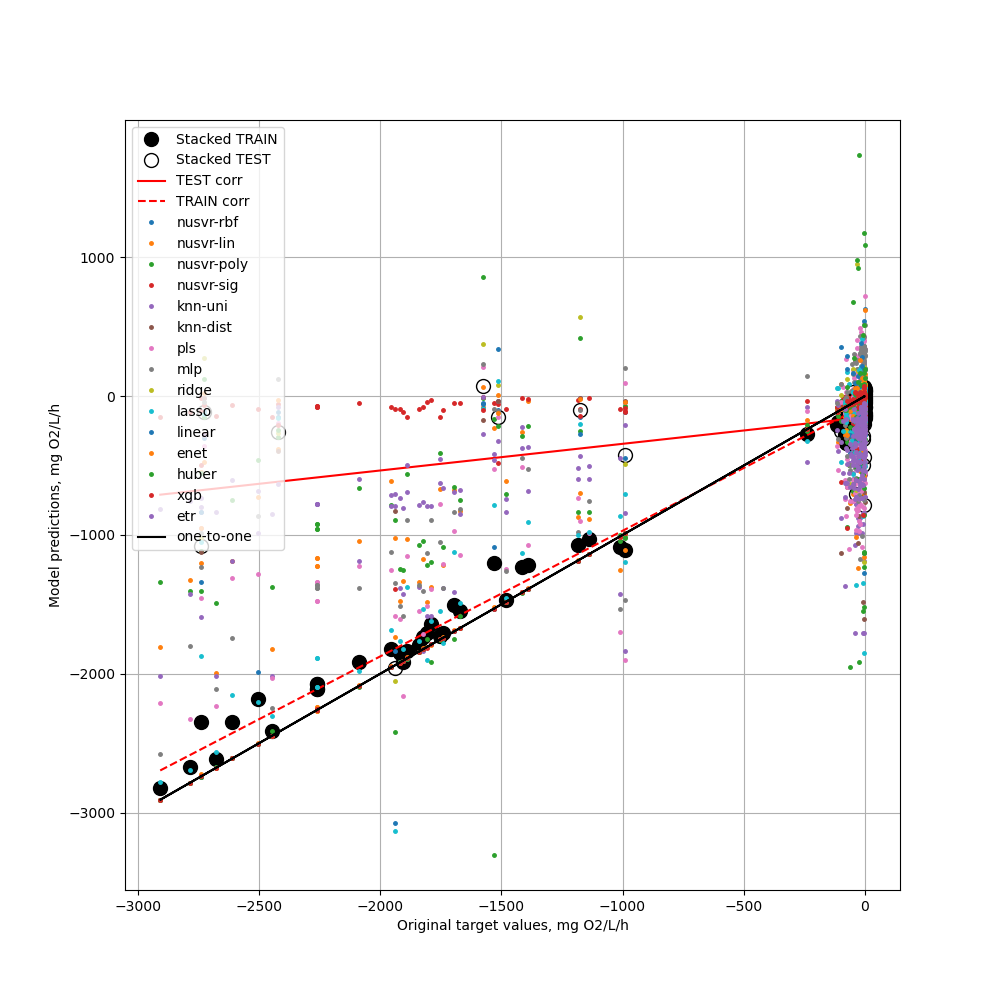 1000
0
−1000
−2000
−3000
−3000
−2500
−2000
−1500
−1000
−500
0
Model predictions, mg O2/L/h
Original target values, mg O2/L/h
Stacked TRAIN
Stacked TEST
TEST corr
TRAIN corr
nusvr-rbf
nusvr-lin
nusvr-poly
nusvr-sig
knn-uni
knn-dist
pls
mlp
ridge
lasso
linear
enet
huber
xgb
etr
one-to-one